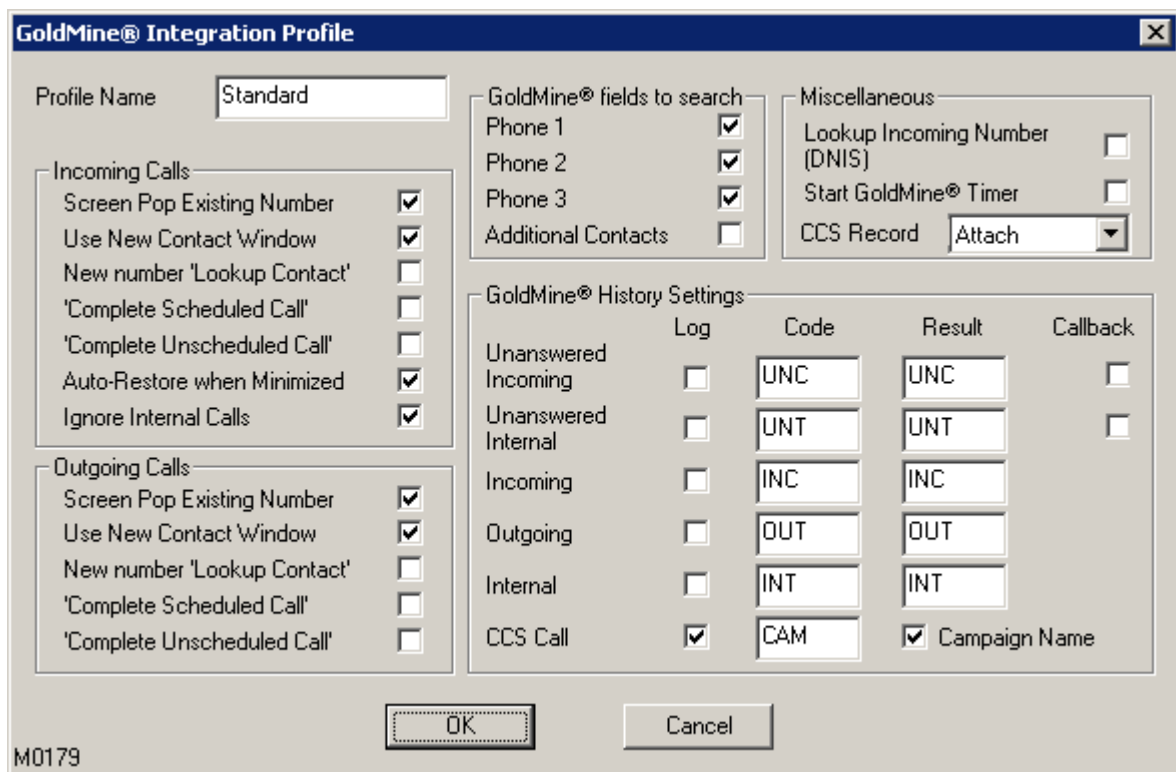 GoldMine® Integration Profile
Profile Name Standard
Incoming Calls
Screen Pop Existing Number
Use New Contact Window
New number 'Lookup Contact'
'Complete Scheduled Call'
'Complete Unscheduled Call'
Auto-Restore when Minimized
Ignore Internal Calls
Outgoing Calls
Screen Pop Existing Number
Use New Contact Window
New number 'Lookup Contact'
'Complete Scheduled Call'
'Complete Unscheduled Call'
GoldMine® fields to search
Phone 1
Phone 2
Phone 3
Additional Contacts
Miscellaneous
Lookup Incoming Number
(DNIS)
Start GoldMine® Timer
CCS Record Attach
GoldMine® History Settings
Log Code Result Callback
Unanswered
Incoming UNC UNC
Unanswered
Internal UNT UNT
Incoming INC INC
Outgoing OUT OUT
Internal INT INT
CCS Call CAM Campaign Name
OK Cancel
M0179